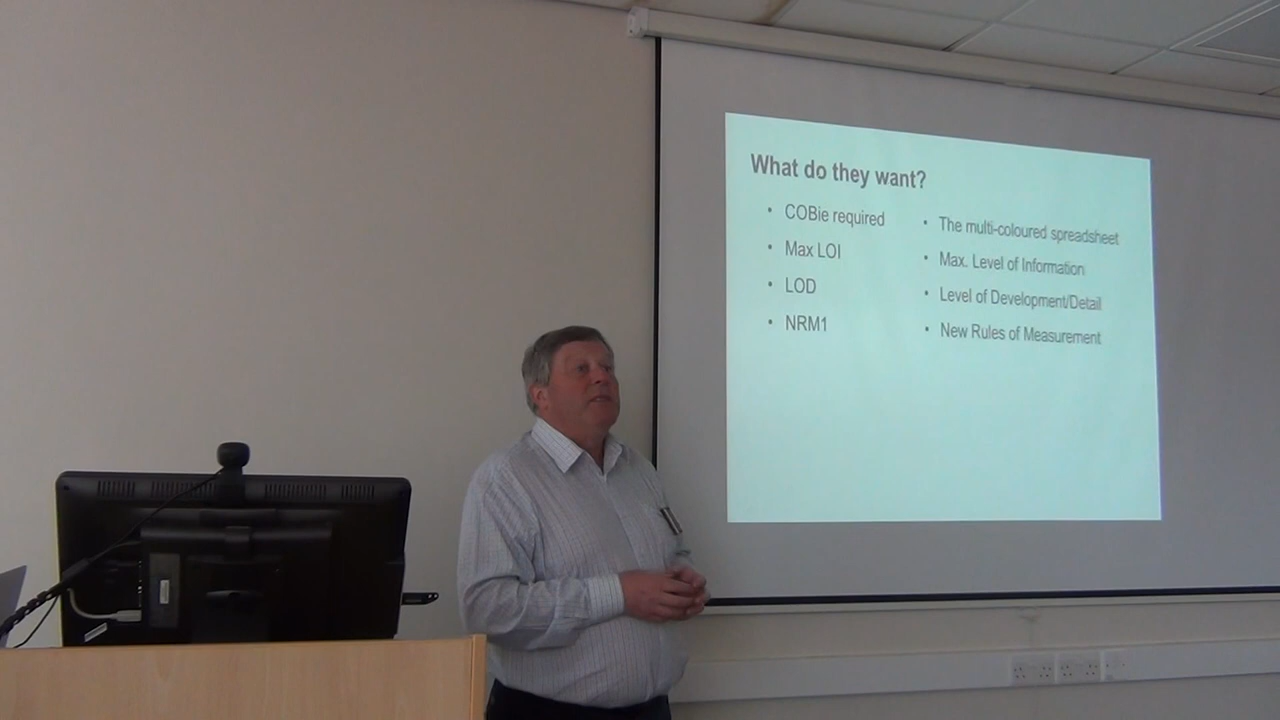 What do they want?
• COBie required
• Max LOI
• LOD
• NRM1
• The multi-coloured spreadsheet
• Max. Level of Information
• Level of Development/Detail
• New Rules of Measurement